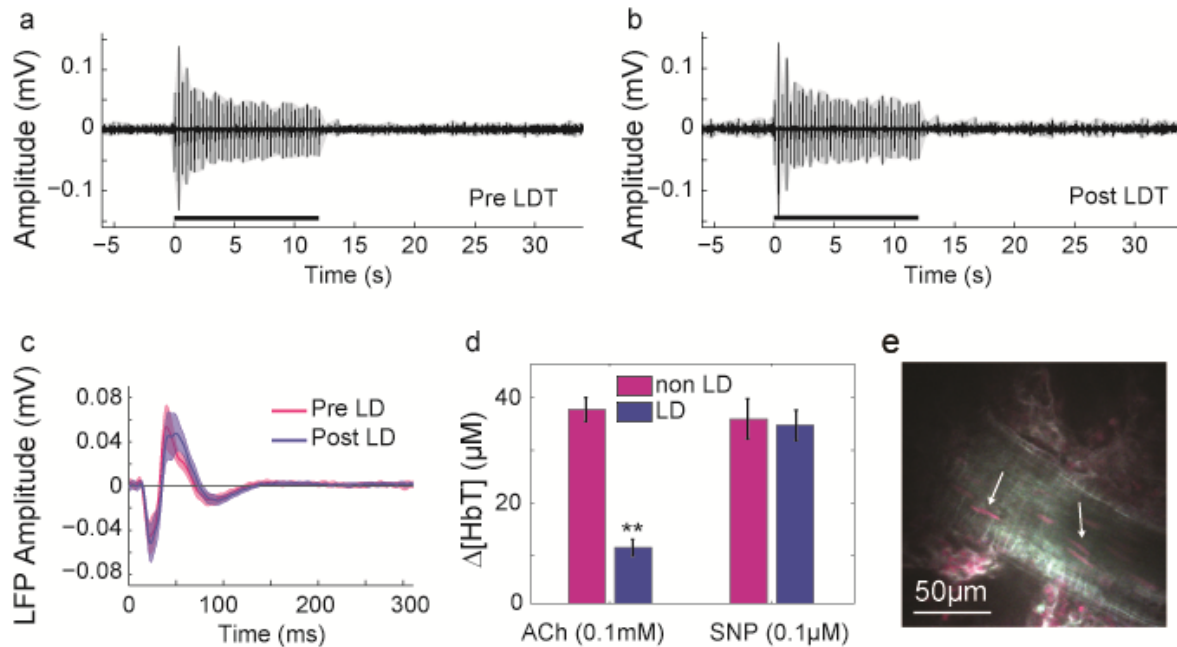 a
Amplitude (mV)
0.1
0
−0.1
Pre LDT
−5 0 5 10 15 20 25 30
Time (s)
b
Amplitude (mV)
0.1
0
−0.1
Post LDT
−5 0 5 10 15 20 25 30
Time (s)
c
LFP Amplitude (mV)
0.08
0.04
0
−0.04
−0.08
Pre LD
Post LD
0 100 200 300
Time (ms)
d
Δ[HbT] (µM)
40
20
0
non LD
LD
**
ACh (0.1mM) SNP (0.1µM)
e
50µm